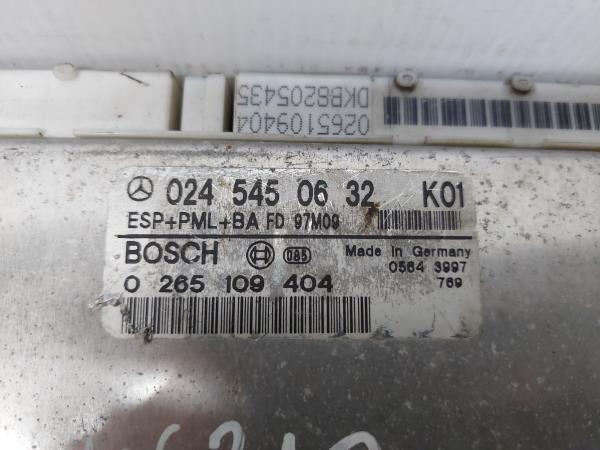 0265109404
DKBB205435
024 545 06 32 K01
ESP+PML+BA FD 97M09
BOSCH 085 Made in Germany
0564 3997
0 265 109 404 769